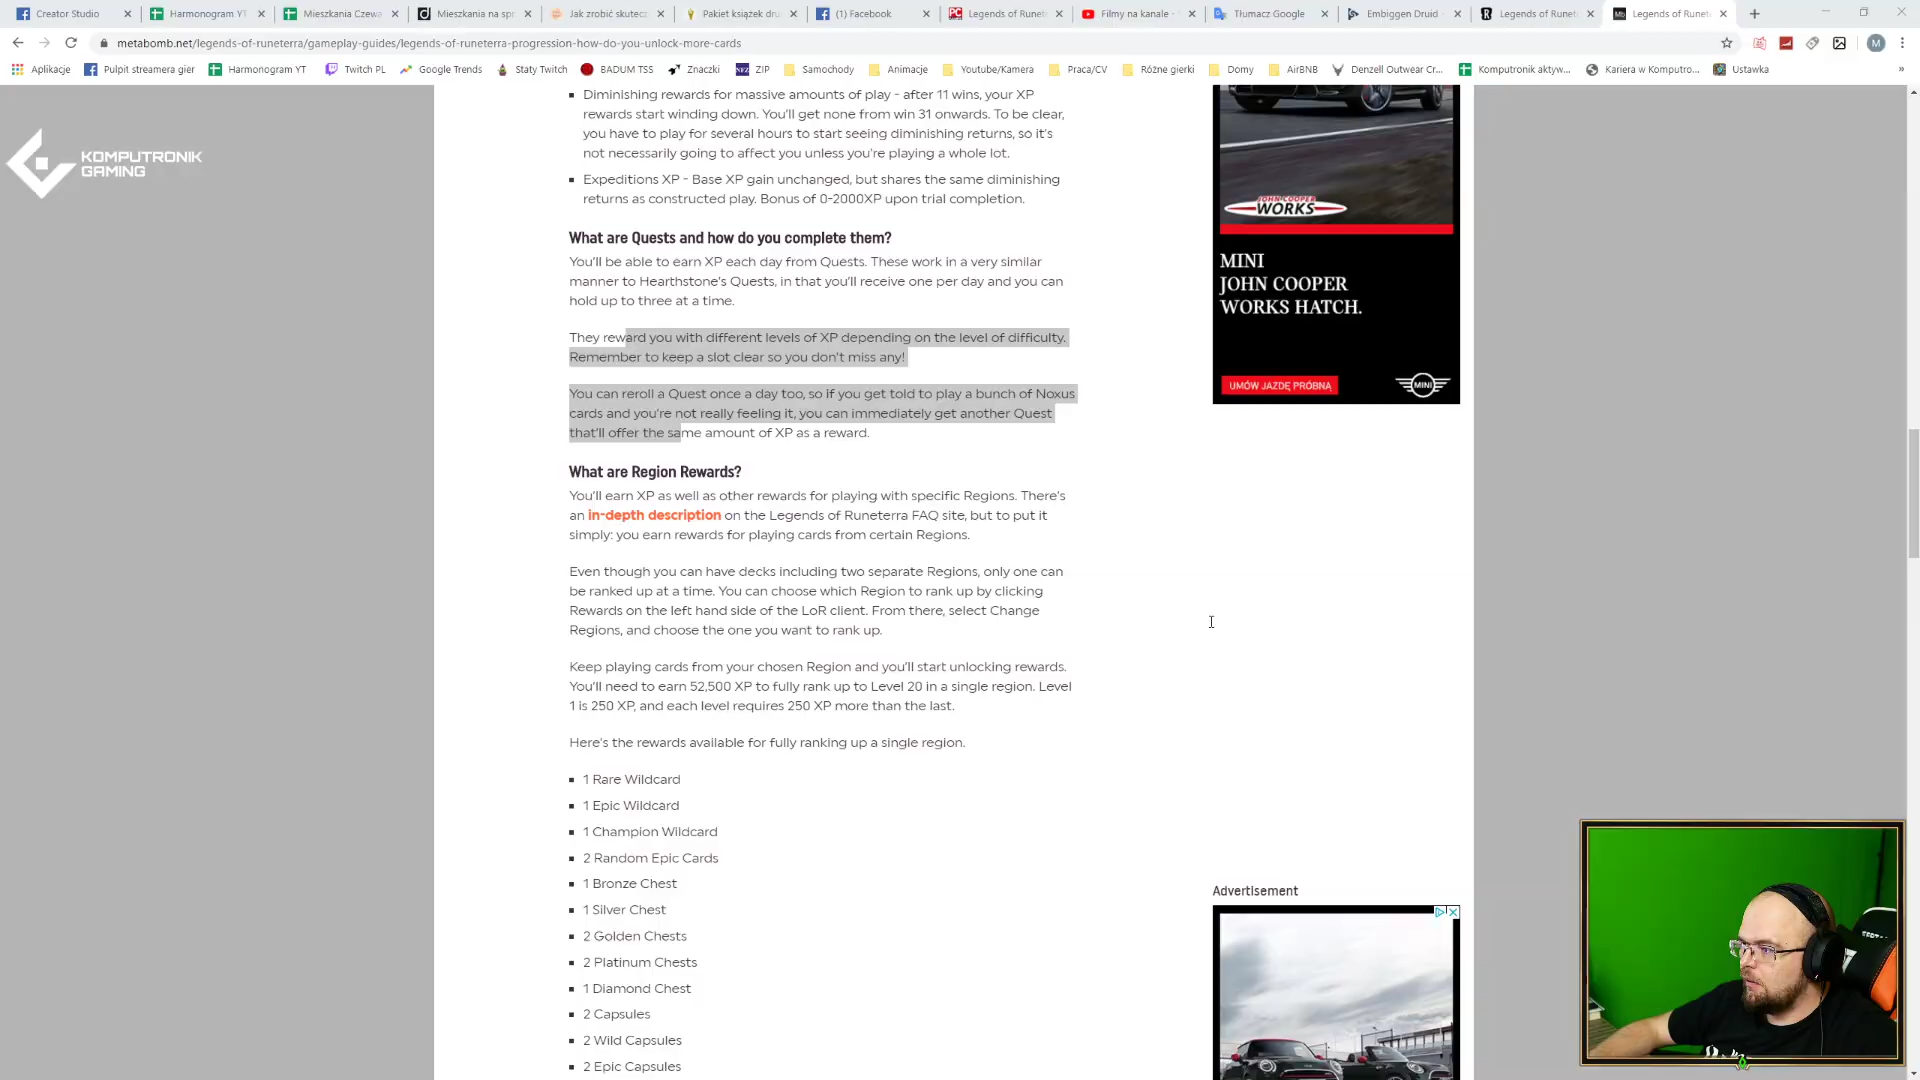 Creator Studio
Harmonogram YT
Mieszkania Czewa
Mieszkania na spr
Jak zrobić skutecz
Pakiet książek dru
(1) Facebook
Legends of Runete
Filmy na kanale -
Tłumacz Google
Embiggen Druid -
Legends of Runet
Legends of Runet
metabomb.net/legends-of-runeterra/gameplay-guides/legends-of-runeterra-progression-how-do-you-unlock-more-cards
M
Aplikacje
Pulpit streamera gier
Harmonogram YT
Twitch PL
Google Trends
Staty Twitch
BADUM TSS
Znaczki
ZIP
Samochody
Animacje
Youtube/Kamera
Praca/CV
Różne gierki
Domy
AirBNB
Denzell Outwear Cr...
Komputronik aktyw...
Kariera w Komputro...
Ustawka
»
KOMPUTRONIK
GAMING
Diminishing rewards for massive amounts of play - after 11 wins, your XP
rewards start winding down. You'll get none from win 31 onwards. To be clear,
you have to play for several hours to start seeing diminishing returns, so it's
not necessarily going to affect you unless you're playing a whole lot.
Expeditions XP - Base XP gain unchanged, but shares the same diminishing
returns as constructed play. Bonus of 0-2000XP upon trial completion.
What are Quests and how do you complete them?
You'll be able to earn XP each day from Quests. These work in a very similar
manner to Hearthstone's Quests, in that you'll receive one per day and you can
hold up to three at a time.
They reward you with different levels of XP depending on the level of difficulty.
Remember to keep a slot clear so you don't miss any!
You can reroll a Quest once a day too, so if you get told to play a bunch of Noxus
cards and you're not really feeling it, you can immediately get another Quest
that'll offer the same amount of XP as a reward.
What are Region Rewards?
You'll earn XP as well as other rewards for playing with specific Regions. There's
an in-depth description on the Legends of Runeterra FAQ site, but to put it
simply: you earn rewards for playing cards from certain Regions.
Even though you can have decks including two separate Regions, only one can
be ranked up at a time. You can choose which Region to rank up by clicking
Rewards on the left hand side of the LoR client. From there, select Change
Regions, and choose the one you want to rank up.
Keep playing cards from your chosen Region and you'll start unlocking rewards.
You'll need to earn 52,500 XP to fully rank up to Level 20 in a single region. Level
1 is 250 XP, and each level requires 250 XP more than the last.
Here's the rewards available for fully ranking up a single region.
1 Rare Wildcard
1 Epic Wildcard
1 Champion Wildcard
2 Random Epic Cards
1 Bronze Chest
1 Silver Chest
2 Golden Chests
2 Platinum Chests
1 Diamond Chest
2 Capsules
2 Wild Capsules
2 Epic Capsules
JOHN COOPER
WORKS
MINI
JOHN COOPER
WORKS HATCH.
UMÓW JAZDĘ PRÓBNĄ
MINI
Advertisement